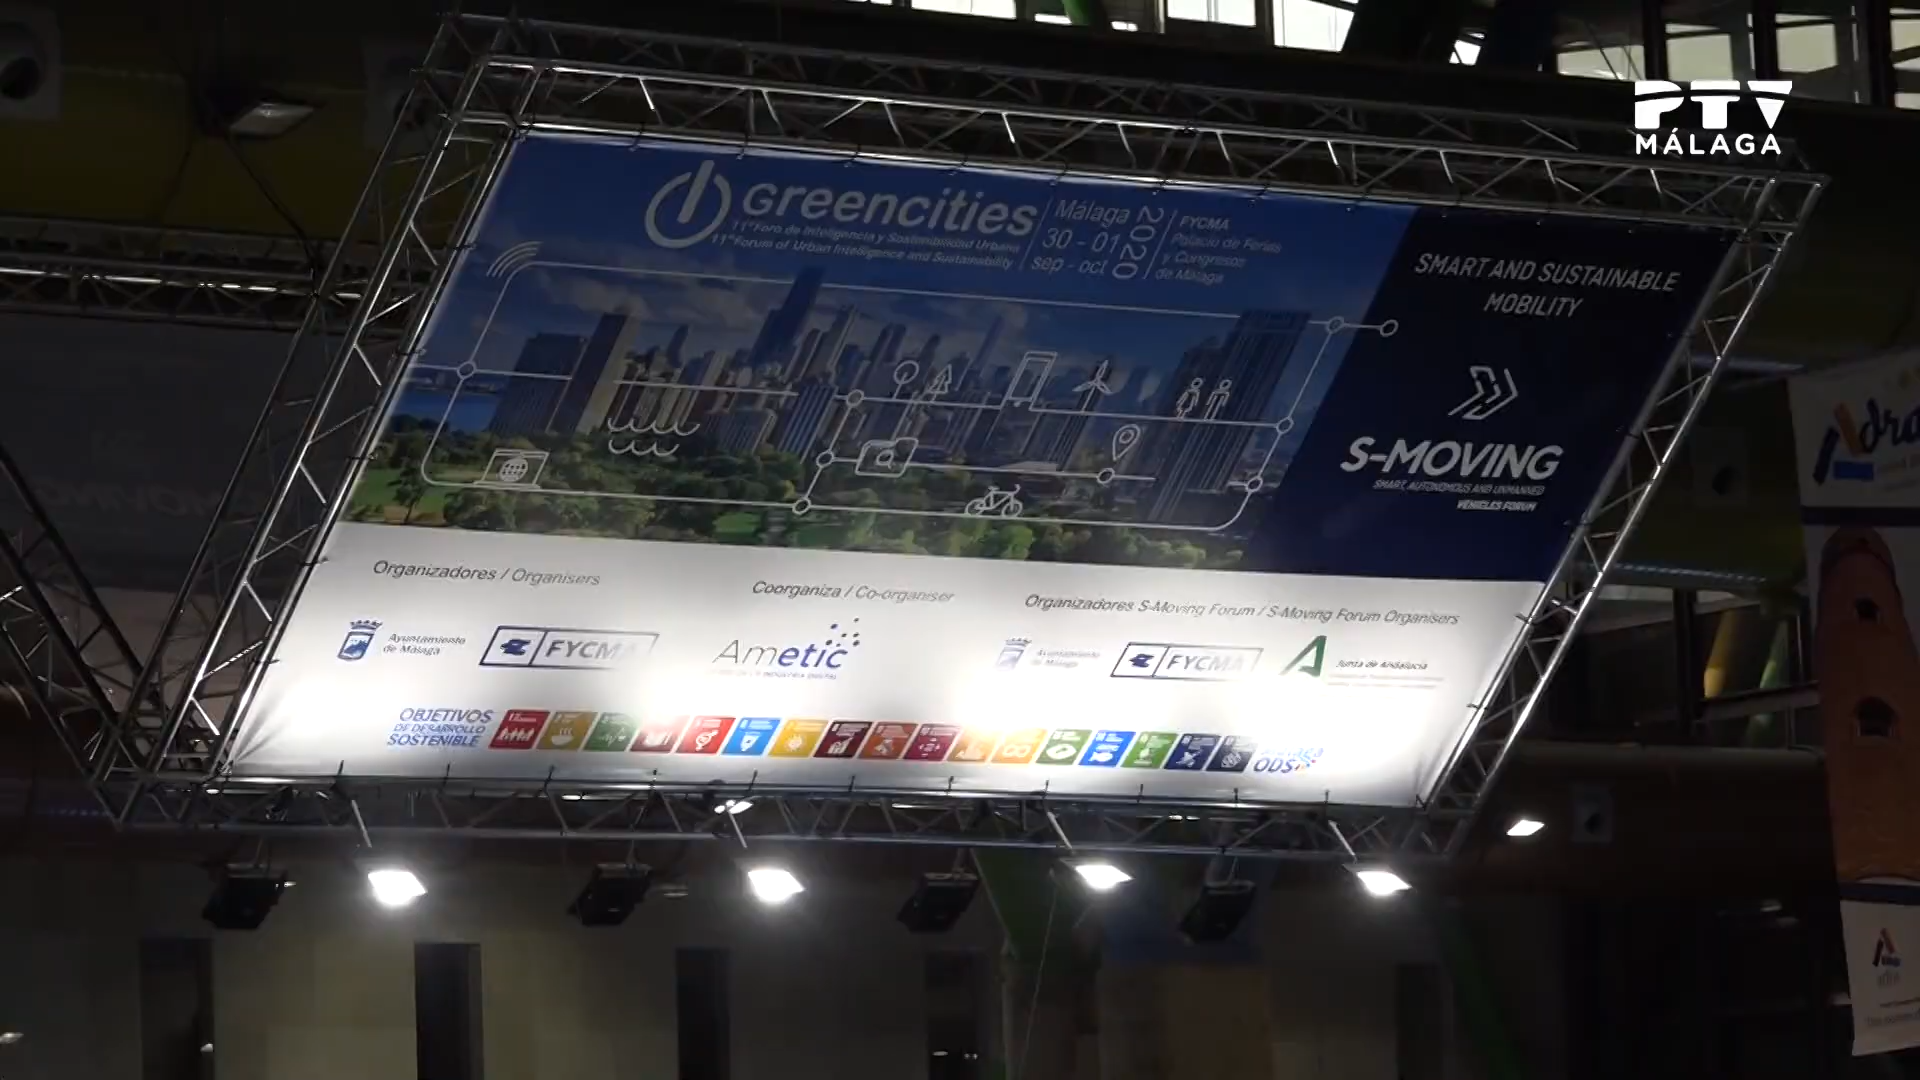 PTV
MÁLAGA
Greencities
11º Foro de Inteligencia y Sostenibilidad Urbana
11th Forum of Urban Intelligence and Sustainability
Málaga
30 - 01
sep - oct
2020
FYCMA
Palacio de Ferias
y Congresos
de Málaga
SMART AND SUSTAINABLE
MOBILITY
S-MOVING
SMART, AUTONOMOUS AND UNMANNED
VEHICLES FORUM
Organizadores / Organisers
Coorganiza / Co-organiser
Organizadores S-Moving Forum / S-Moving Forum Organisers
Ayuntamiento
de Málaga
FYCMA
Ametic
Ayuntamiento
de Málaga
FYCMA
Junta de Andalucía
OBJETIVOS
DE DESARROLLO
SOSTENIBLE
Málaga
ODS